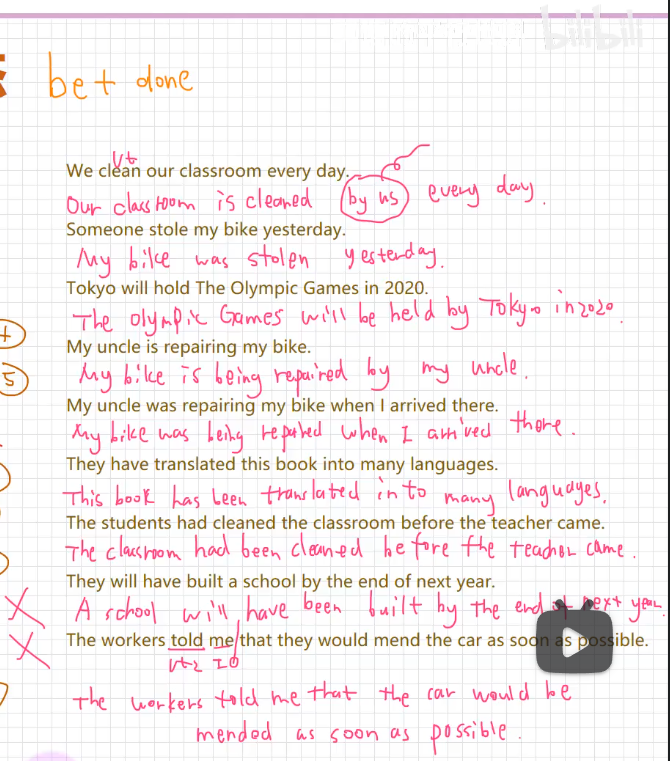 bilibili
be + done
vt
We clean our classroom every day.
Our classroom is cleaned by us every day.
Someone stole my bike yesterday.
My bike was stolen yesterday.
Tokyo will hold The Olympic Games in 2020.
The olympic Games will be held by Tokyo in 2020.
4
My uncle is repairing my bike.
5
My bike is being repaired by my uncle.
My uncle was repairing my bike when I arrived there.
My bike was being repaired when I arrived there.
They have translated this book into many languages.
This book has been translated into many languages.
The students had cleaned the classroom before the teacher came.
The classroom had been cleaned before the teacher came.
They will have built a school by the end of next year.
A school will have been built by the end of next year.
The workers told me that they would mend the car as soon as possible.
vt2 IO
The workers told me that the car would be
mended as soon as possible.